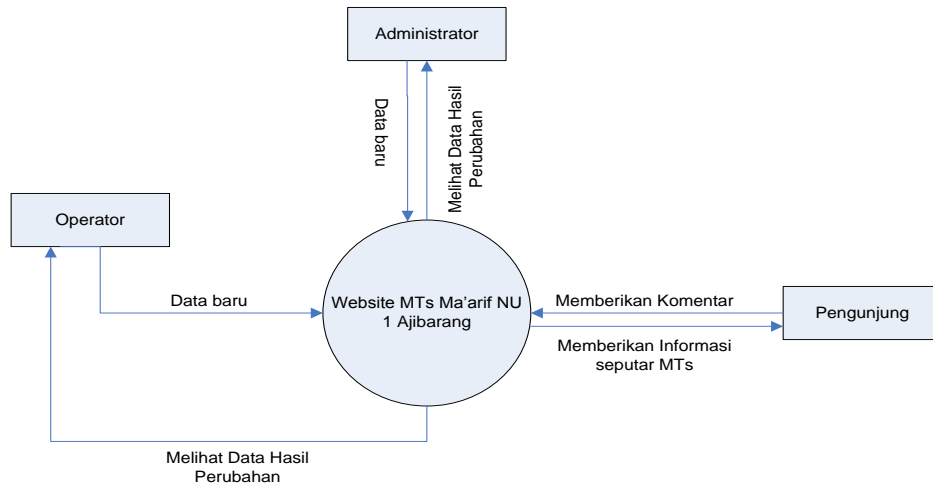 Administrator
Data baru
Melihat Data Hasil
Perubahan
Operator
Data baru
Website MTs Ma'arif NU
1 Ajibarang
Memberikan Komentar
Pengunjung
Memberikan Informasi
seputar MTs
Melihat Data Hasil
Perubahan